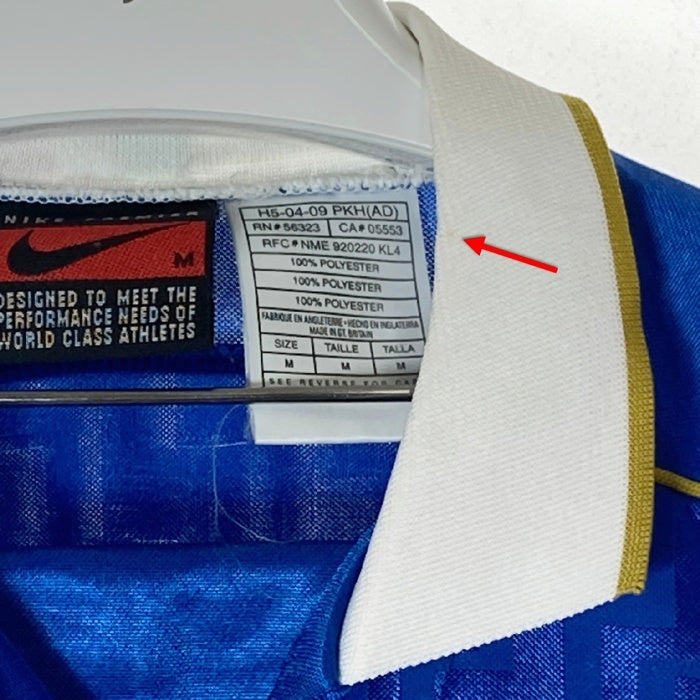 NIKE PREMIER
M
DESIGNED TO MEET THE
PERFORMANCE NEEDS OF
WORLD CLASS ATHLETES
H5-04-09 PKH(AD)
RN#56323 CA#05553
RFC#NME 920220 KL4
100% POLYESTER
100% POLYESTER
100% POLYESTER
FABRIQUE EN ANGLETERRE•HECHO EN INGLATERRA
MADE IN GT. BRITAIN
SIZE TAILLE TALLA
M M M
SEE REVERSE FOR